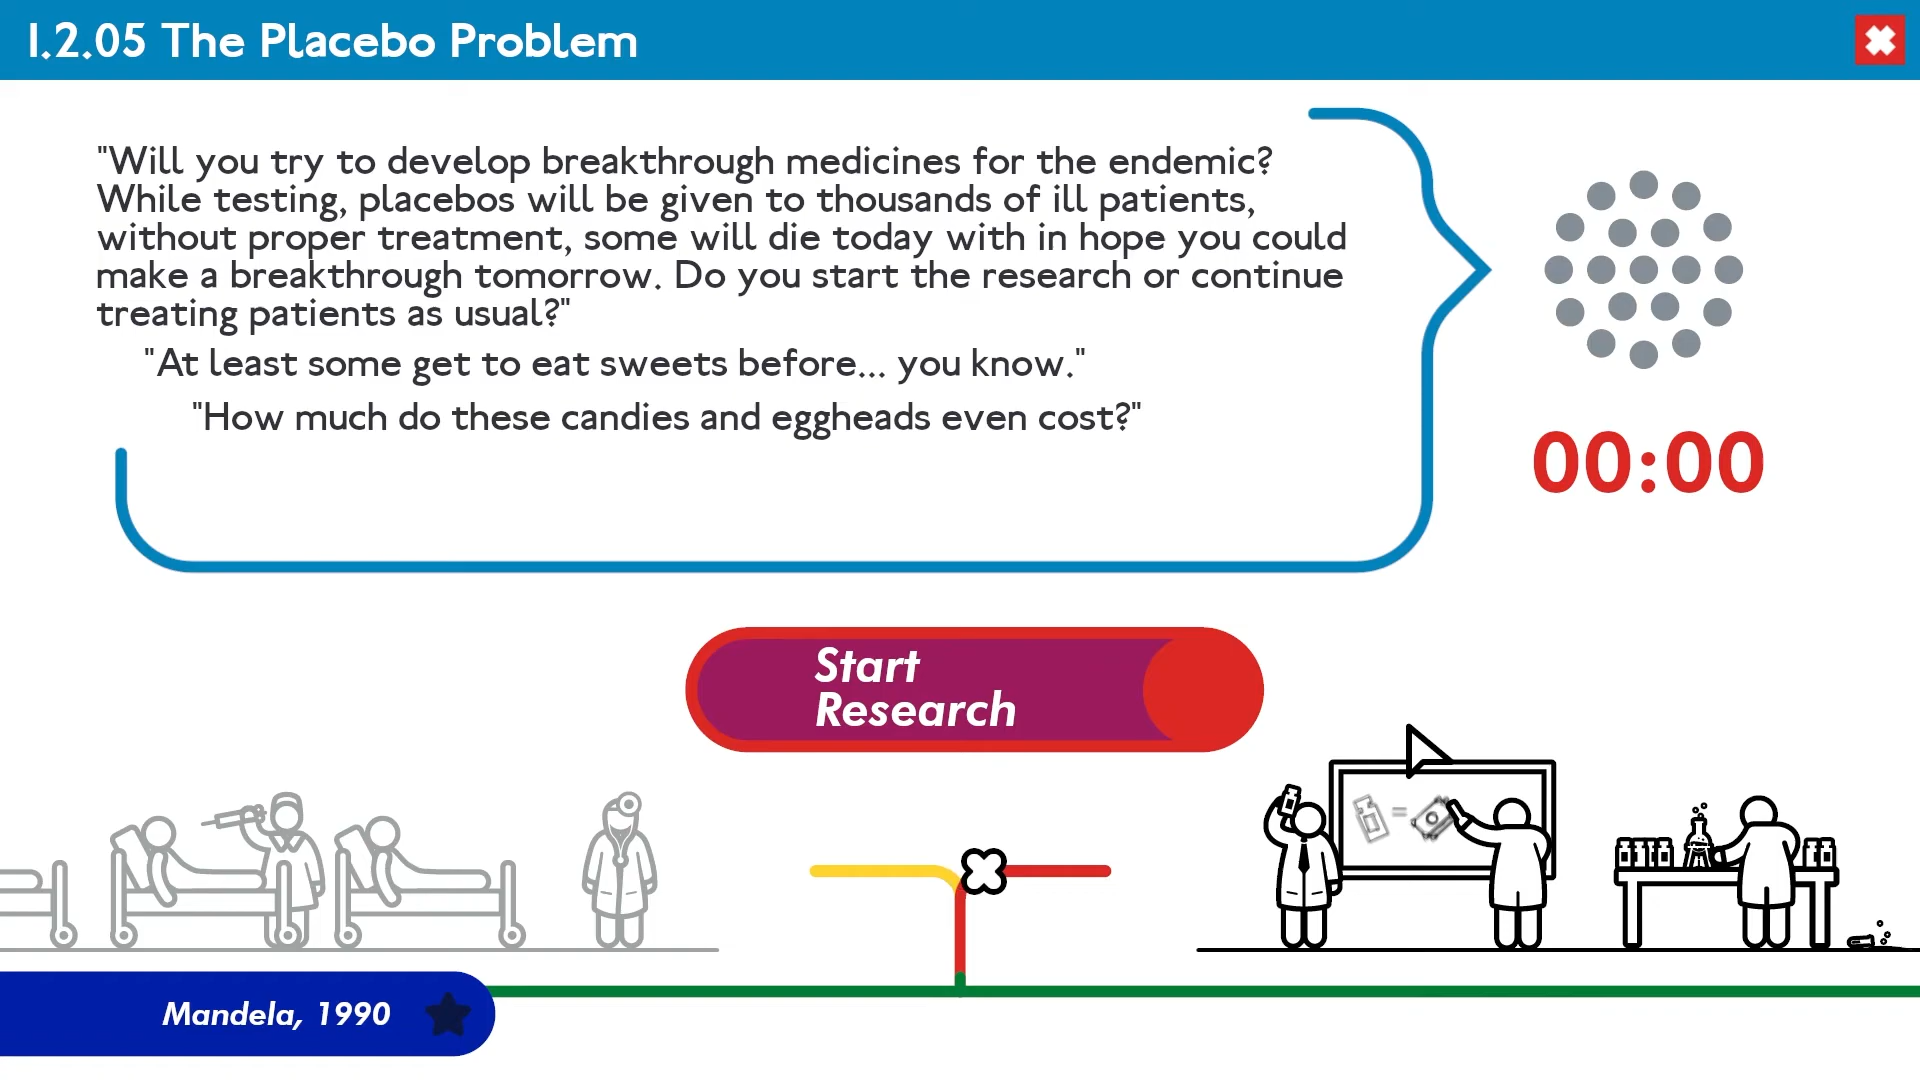 1.2.05 The Placebo Problem
"Will you try to develop breakthrough medicines for the endemic?
While testing, placebos will be given to thousands of ill patients,
without proper treatment, some will die today with in hope you could
make a breakthrough tomorrow. Do you start the research or continue
treating patients as usual?"
"At least some get to eat sweets before... you know."
"How much do these candies and eggheads even cost?"
00:00
Start
Research
Mandela, 1990